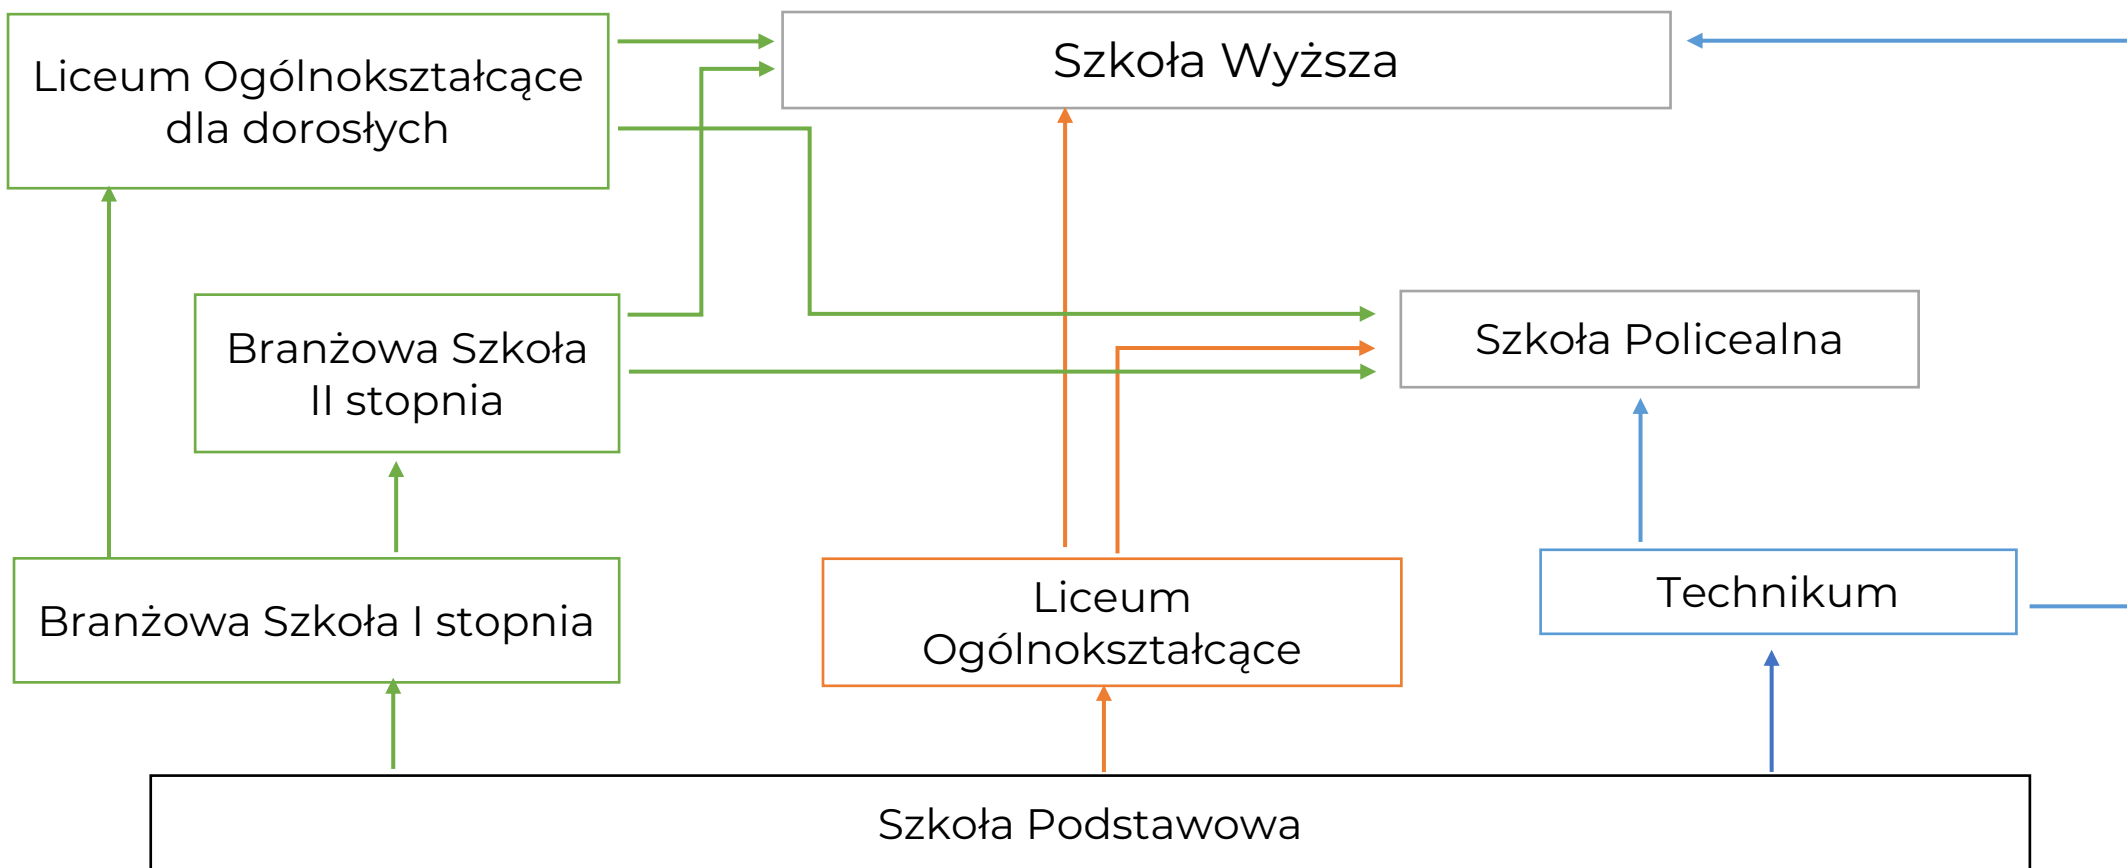 Liceum Ogólnokształcące
dla dorosłych
Szkoła Wyższa
Branżowa Szkoła
II stopnia
Szkoła Policealna
Branżowa Szkoła I stopnia
Liceum
Ogólnokształcące
Technikum
Szkoła Podstawowa